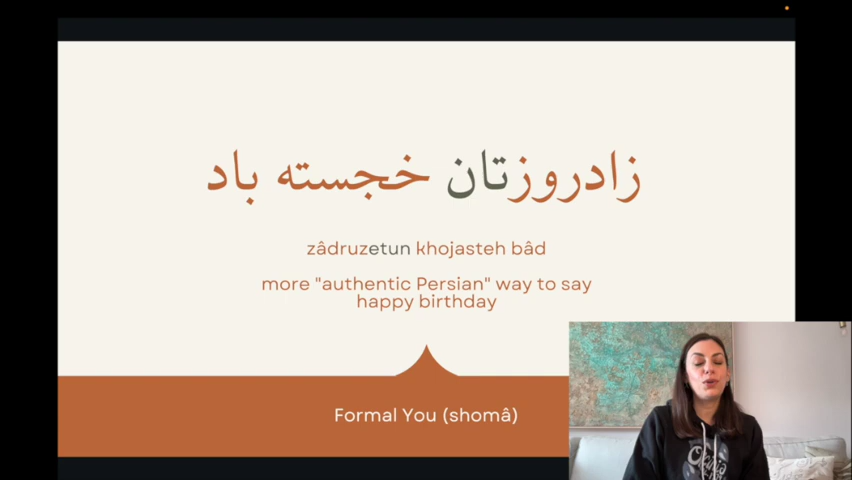 زادروزتان خجسته باد
zâdruzetun khojasteh bâd
more "authentic Persian" way to say
happy birthday
Formal You (shomâ)